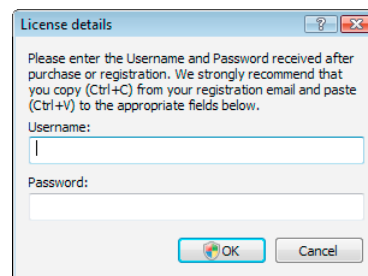 License details
Please enter the Username and Password received after
purchase or registration. We strongly recommend that
you copy (Ctrl+C) from your registration email and paste
(Ctrl+V) to the appropriate fields below.
Username:
Password:
OK Cancel